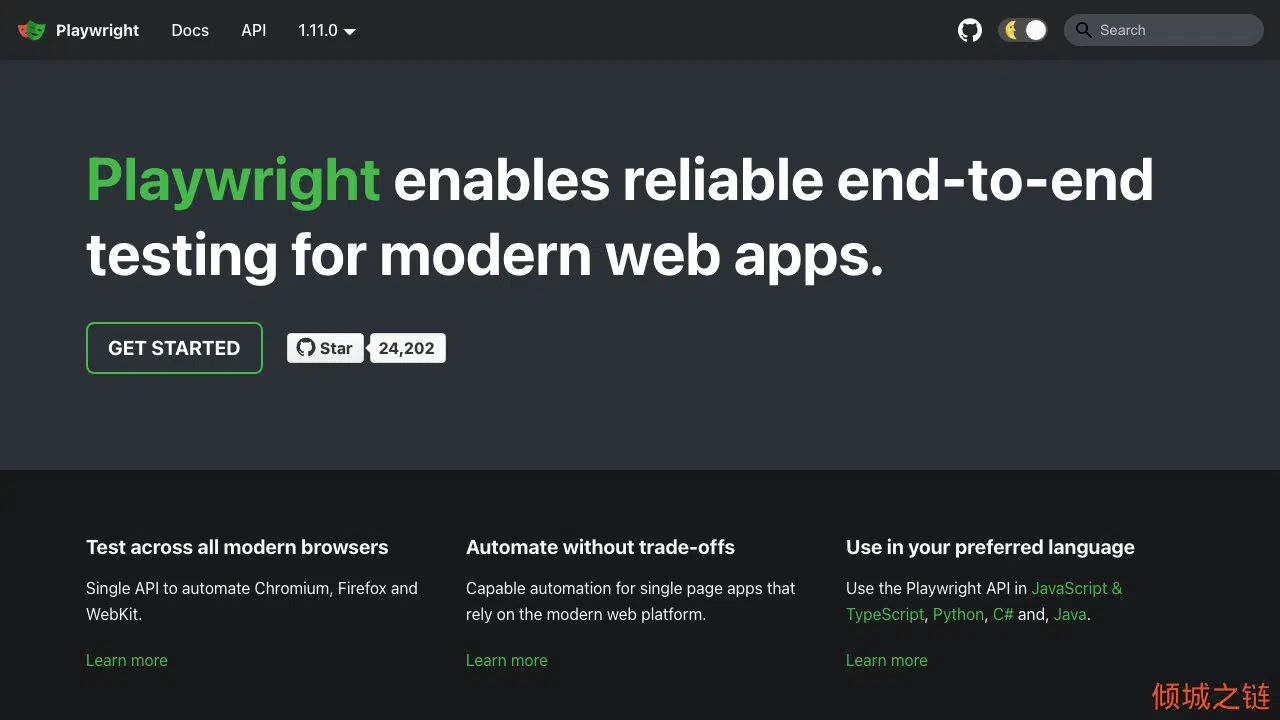 Playwright Docs API 1.11.0 Search
Playwright enables reliable end-to-end
testing for modern web apps.
GET STARTED Star 24,202
Test across all modern browsers
Single API to automate Chromium, Firefox and
WebKit.
Learn more
Automate without trade-offs
Capable automation for single page apps that
rely on the modern web platform.
Learn more
Use in your preferred language
Use the Playwright API in JavaScript &
TypeScript, Python, C# and, Java.
Learn more
倾城之链